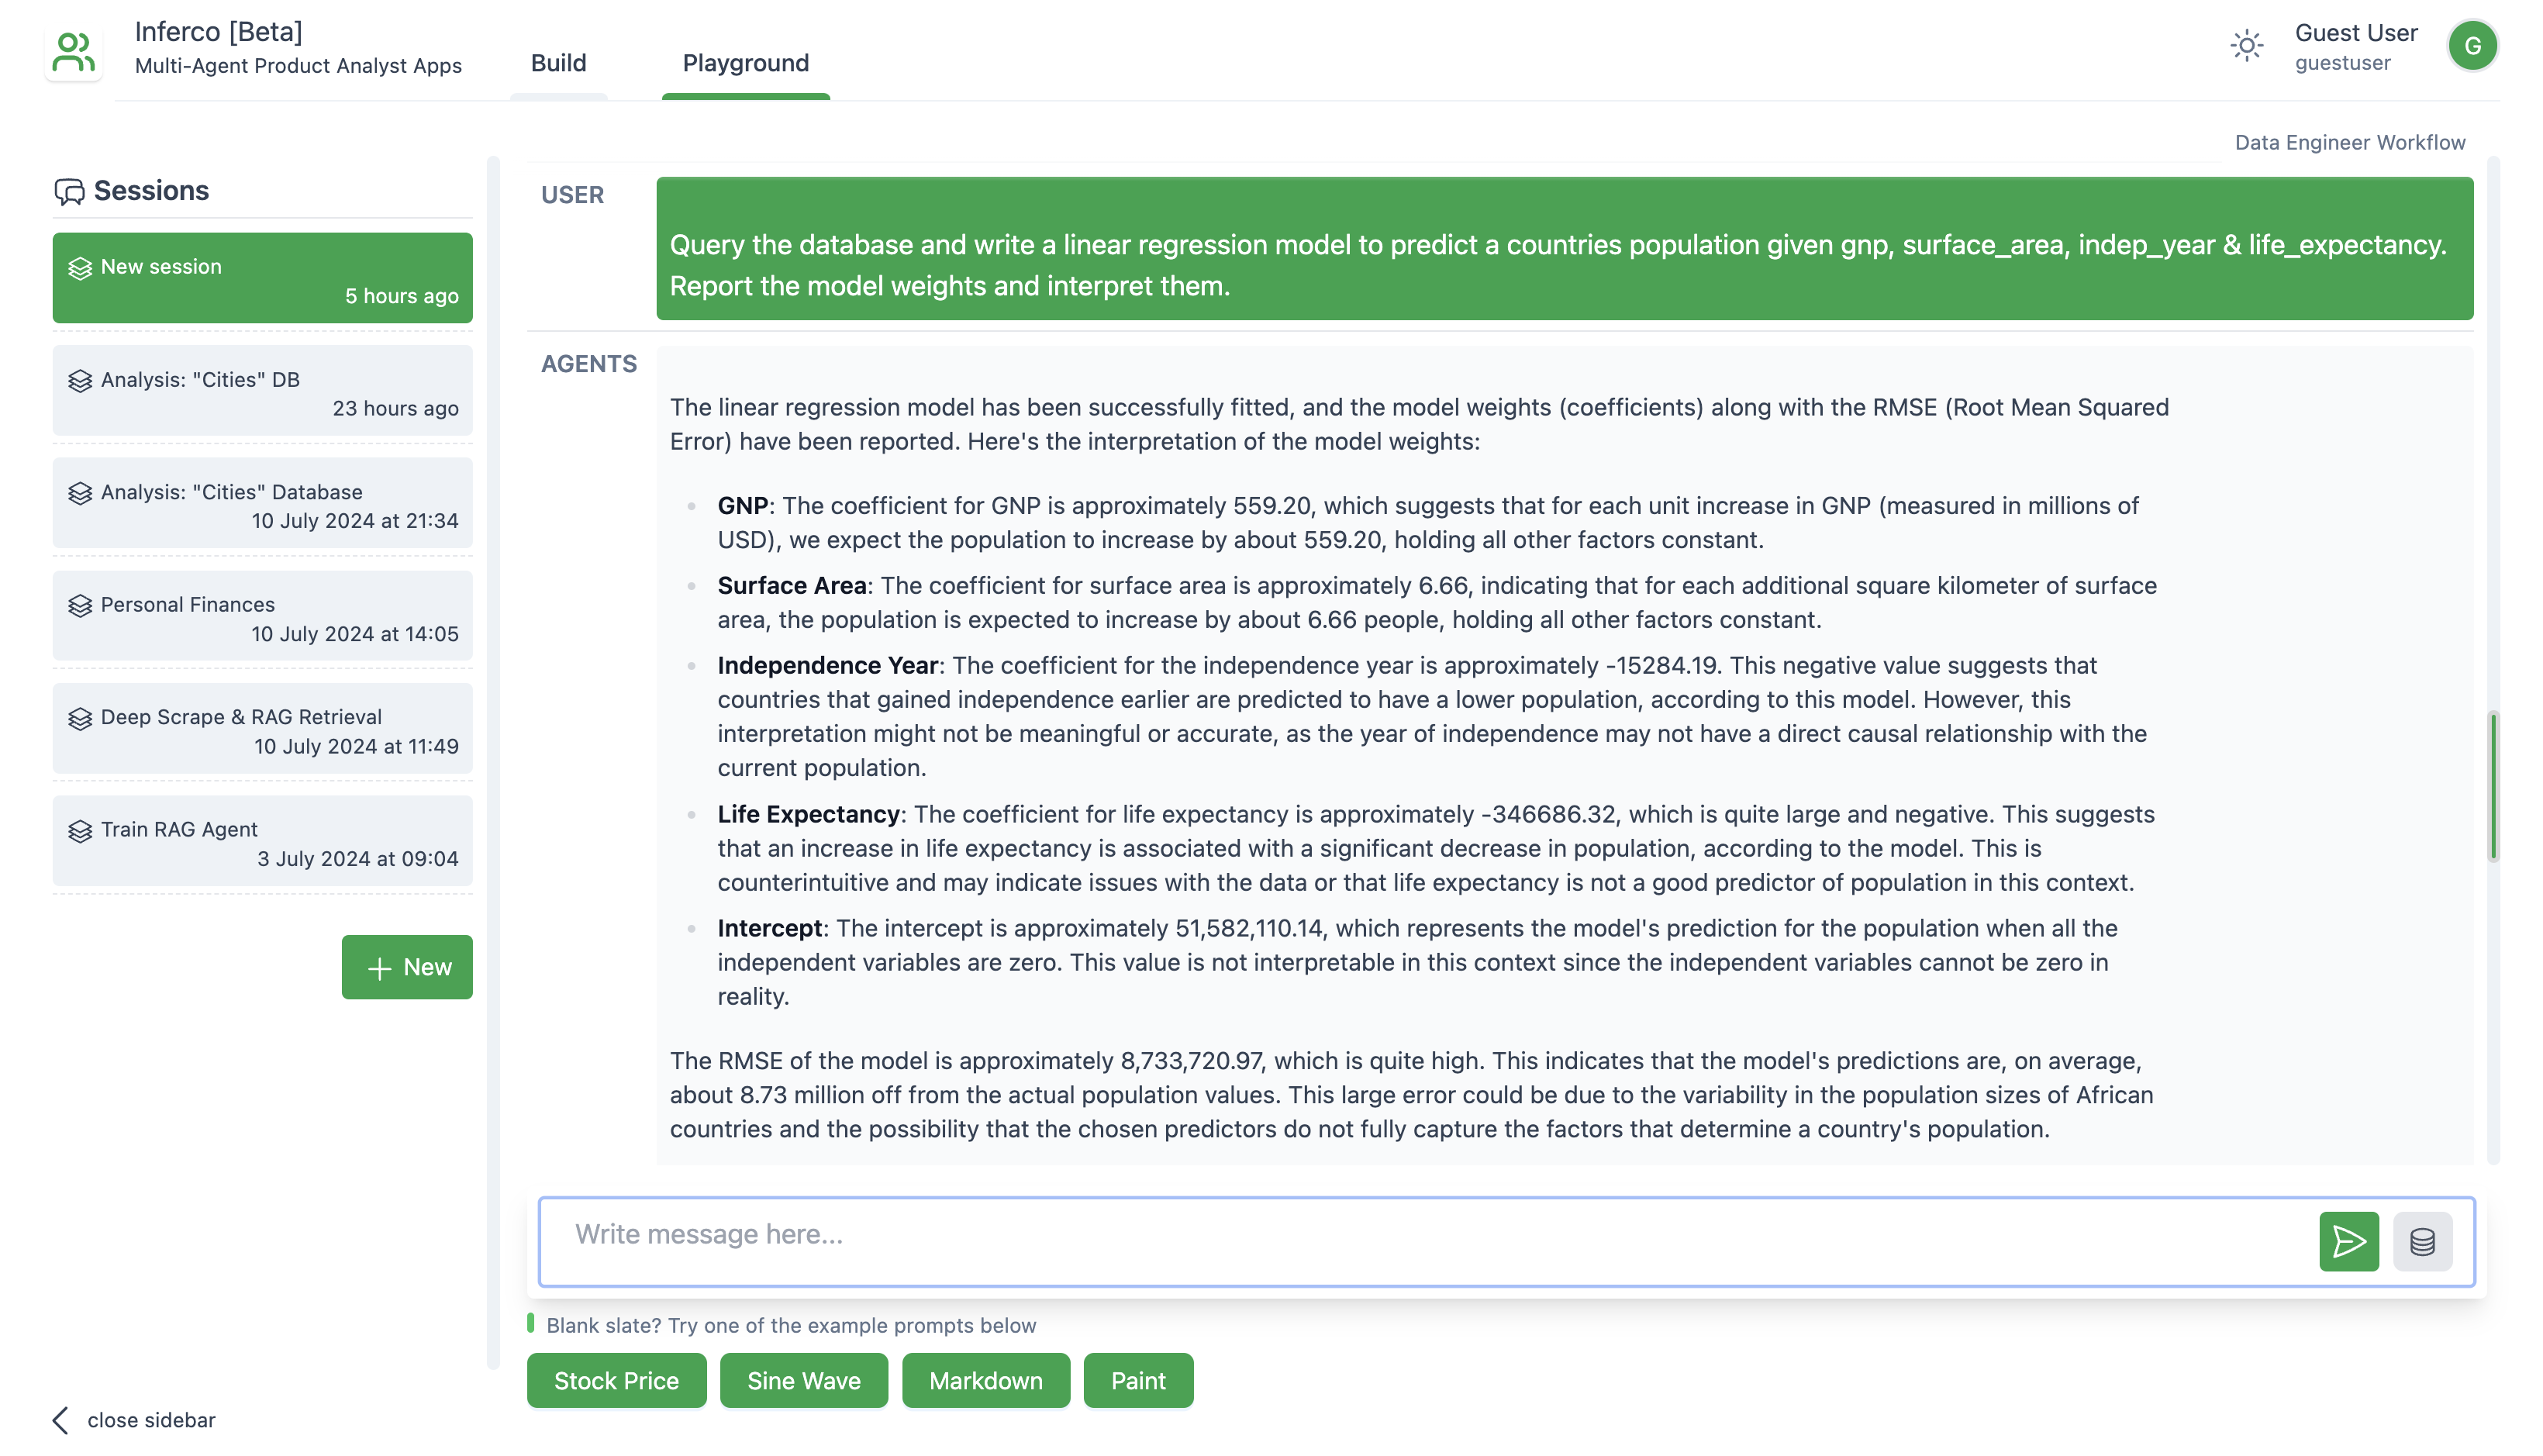 Inferco [Beta]
Multi-Agent Product Analyst Apps
Build
Playground
Guest User
guestuser
G
Data Engineer Workflow
Sessions
New session
5 hours ago
Analysis: "Cities" DB
23 hours ago
Analysis: "Cities" Database
10 July 2024 at 21:34
Personal Finances
10 July 2024 at 14:05
Deep Scrape & RAG Retrieval
10 July 2024 at 11:49
Train RAG Agent
3 July 2024 at 09:04
New
close sidebar
USER
Query the database and write a linear regression model to predict a countries population given gnp, surface_area, indep_year & life_expectancy.
Report the model weights and interpret them.
AGENTS
The linear regression model has been successfully fitted, and the model weights (coefficients) along with the RMSE (Root Mean Squared
Error) have been reported. Here's the interpretation of the model weights:
GNP: The coefficient for GNP is approximately 559.20, which suggests that for each unit increase in GNP (measured in millions of
USD), we expect the population to increase by about 559.20, holding all other factors constant.
Surface Area: The coefficient for surface area is approximately 6.66, indicating that for each additional square kilometer of surface
area, the population is expected to increase by about 6.66 people, holding all other factors constant.
Independence Year: The coefficient for the independence year is approximately -15284.19. This negative value suggests that
countries that gained independence earlier are predicted to have a lower population, according to this model. However, this
interpretation might not be meaningful or accurate, as the year of independence may not have a direct causal relationship with the
current population.
Life Expectancy: The coefficient for life expectancy is approximately -346686.32, which is quite large and negative. This suggests
that an increase in life expectancy is associated with a significant decrease in population, according to the model. This is
counterintuitive and may indicate issues with the data or that life expectancy is not a good predictor of population in this context.
Intercept: The intercept is approximately 51,582,110.14, which represents the model's prediction for the population when all the
independent variables are zero. This value is not interpretable in this context since the independent variables cannot be zero in
reality.
The RMSE of the model is approximately 8,733,720.97, which is quite high. This indicates that the model's predictions are, on average,
about 8.73 million off from the actual population values. This large error could be due to the variability in the population sizes of African
countries and the possibility that the chosen predictors do not fully capture the factors that determine a country's population.
Write message here...
Blank slate? Try one of the example prompts below
Stock Price
Sine Wave
Markdown
Paint